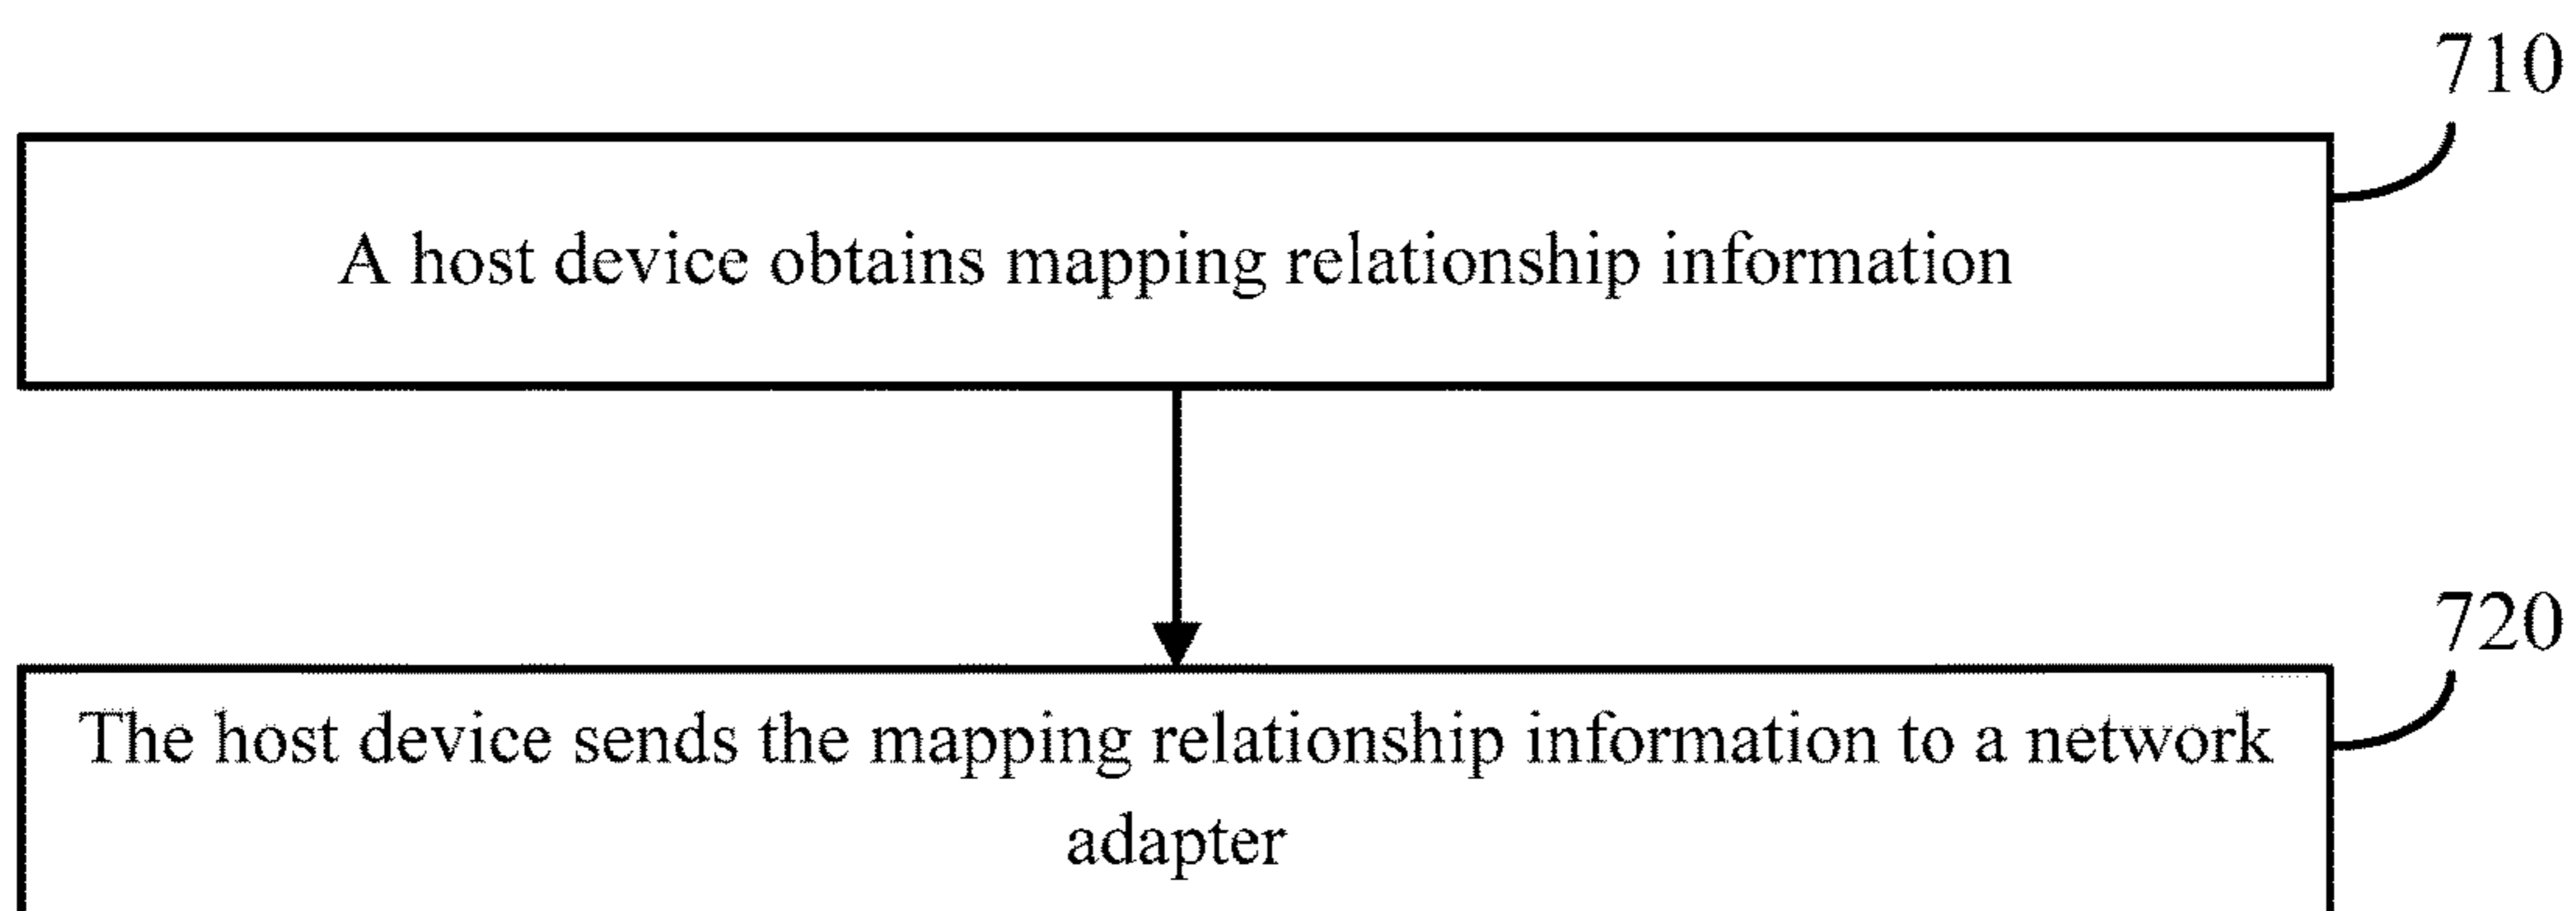 710
A host device obtains mapping relationship information
720
The host device sends the mapping relationship information to a network
adapter